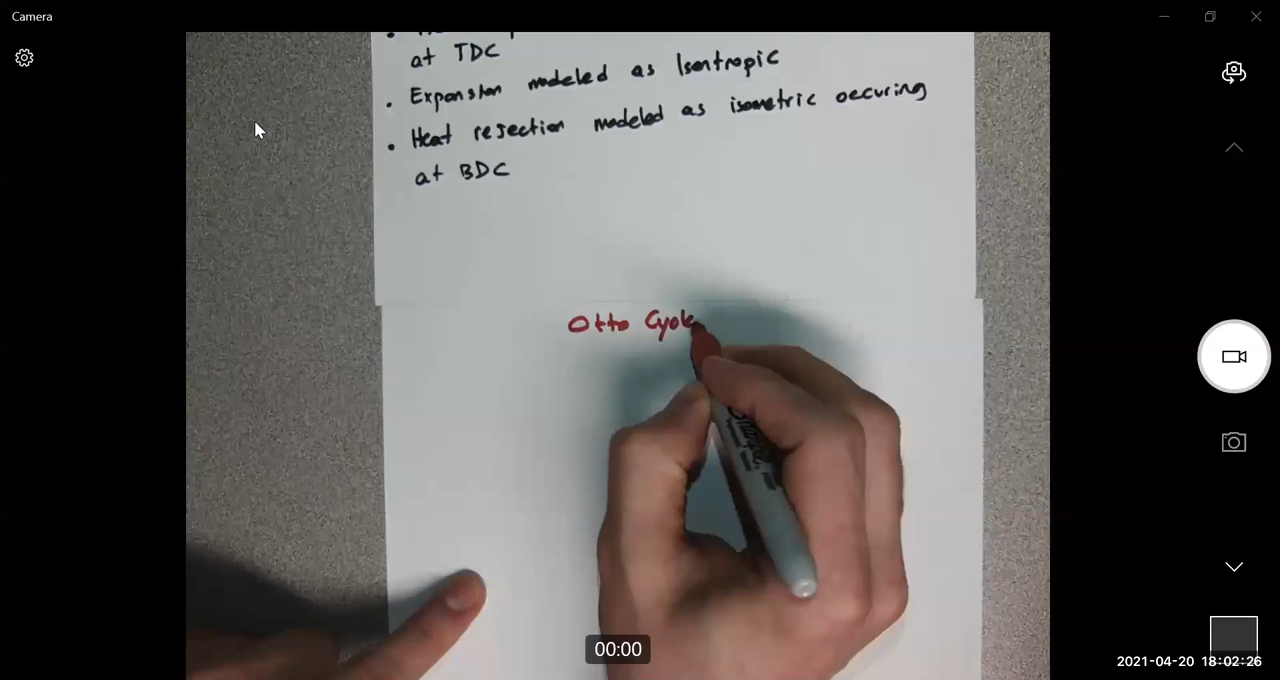 Camera
at TDC
• Expansion modeled as Isentropic
• Heat rejection modeled as isometric occuring
at BDC
Otto Cycle
Sharpie
00:00
2021-04-20 18:02:26